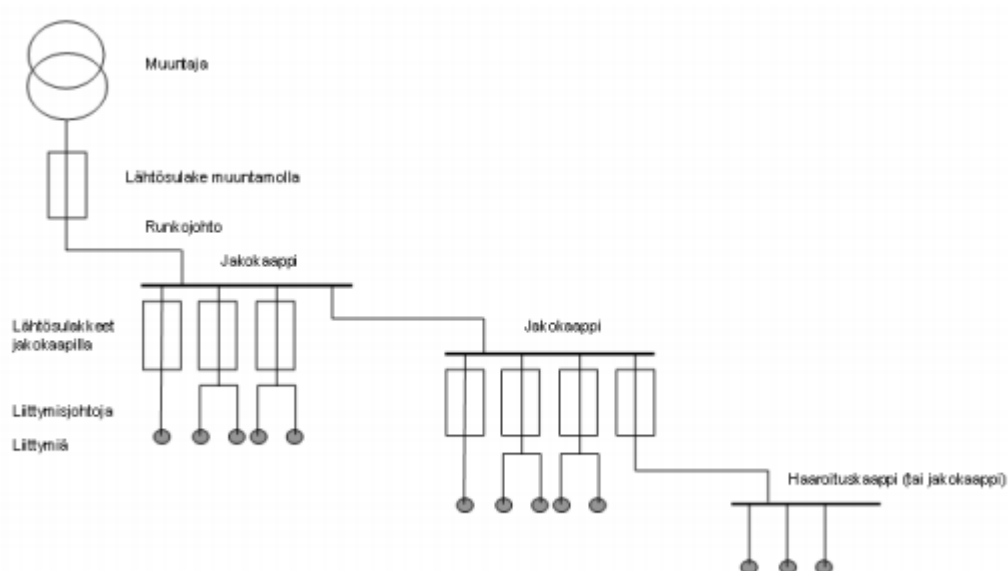 Muuntaja
Lähtösulake muuntamolla
Runkojohto
Jakokaappi
Lähtösulakkeet
jakokaapilla
Jakokaappi
Liittymisjohtoja
Liittymiä
Haaroituskaappi (tai jakokaappi)